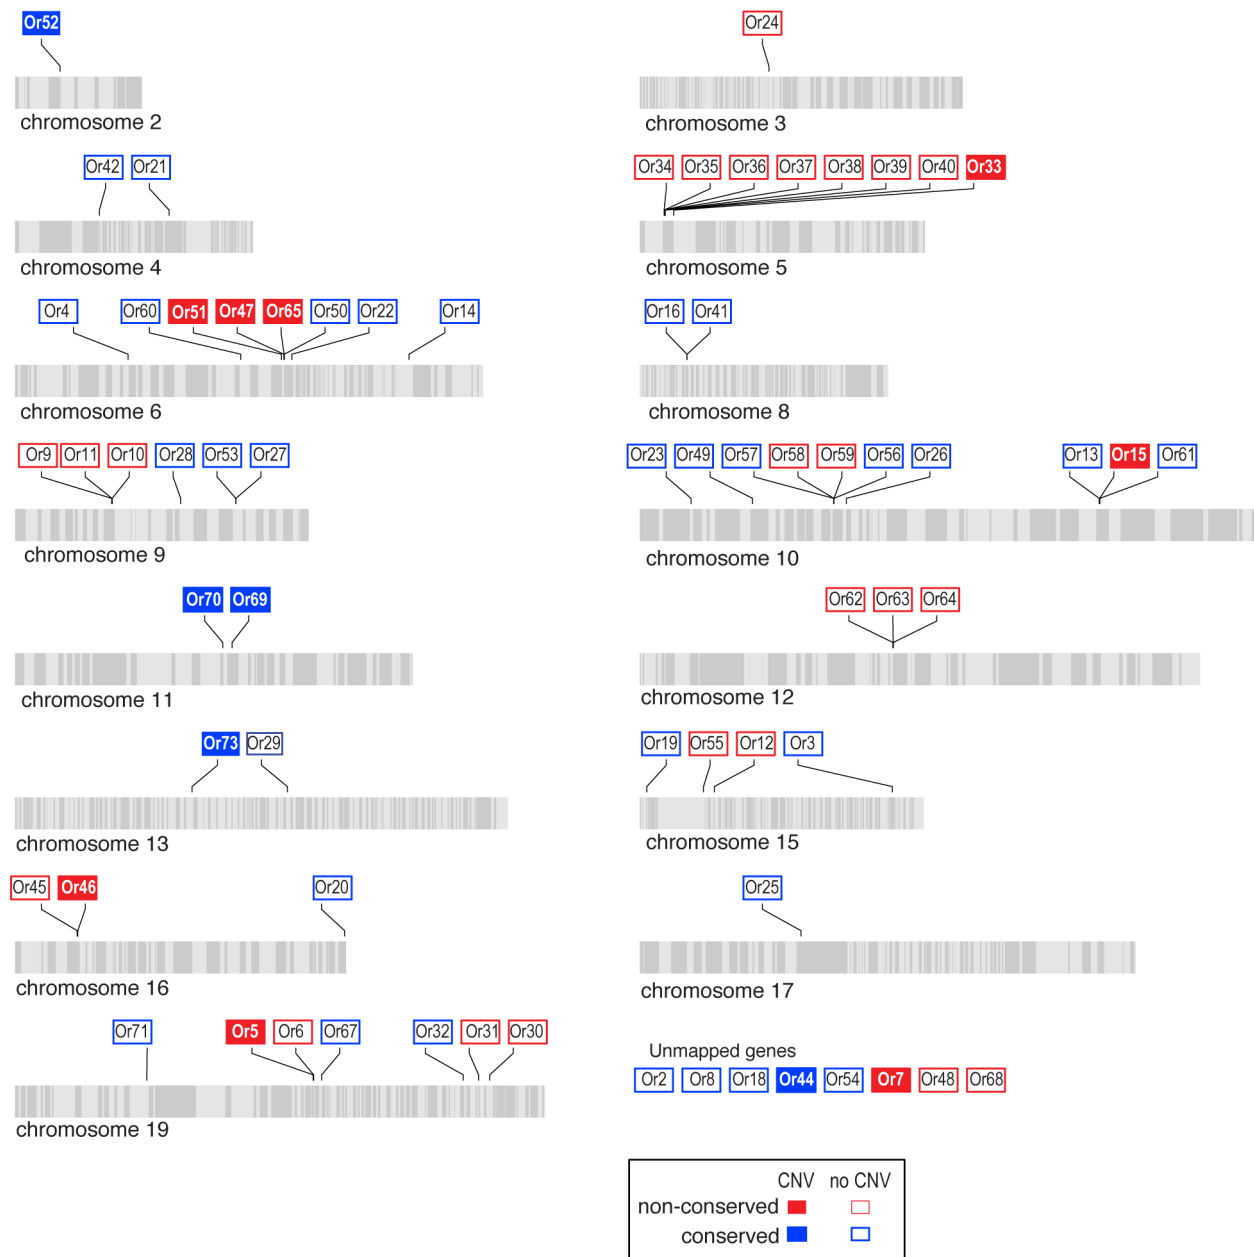 Or52
chromosome 2
Or24
chromosome 3
Or42 Or21
chromosome 4
Or34 Or35 Or36 Or37 Or38 Or39 Or40 Or33
chromosome 5
Or4 Or60 Or51 Or47 Or65 Or50 Or22 Or14
chromosome 6
Or16 Or41
chromosome 8
Or9 Or11 Or10 Or28 Or53 Or27
chromosome 9
Or23 Or49 Or57 Or58 Or59 Or56 Or26 Or13 Or15 Or61
chromosome 10
Or70 Or69
chromosome 11
Or62 Or63 Or64
chromosome 12
Or73 Or29
chromosome 13
Or19 Or55 Or12 Or3
chromosome 15
Or45 Or46 Or20
chromosome 16
Or25
chromosome 17
Or71 Or5 Or6 Or67 Or32 Or31 Or30
chromosome 19
Unmapped genes
Or2 Or8 Or18 Or44 Or54 Or7 Or48 Or68
CNV no CNV
non-conserved
conserved